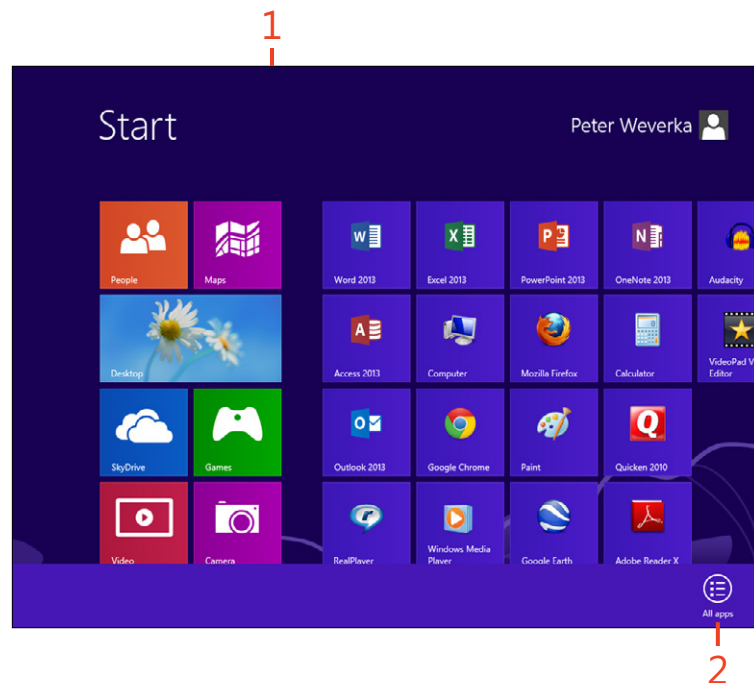 1
Start
Peter Weverka
People
Maps
Word 2013
Excel 2013
PowerPoint 2013
OneNote 2013
Audacity
Desktop
Access 2013
Computer
Mozilla Firefox
Calculator
VideoPad V
Editor
SkyDrive
Games
Outlook 2013
Google Chrome
Paint
Quicken 2010
Video
Camera
RealPlayer
Windows Media
Player
Google Earth
Adobe Reader X
All apps
2